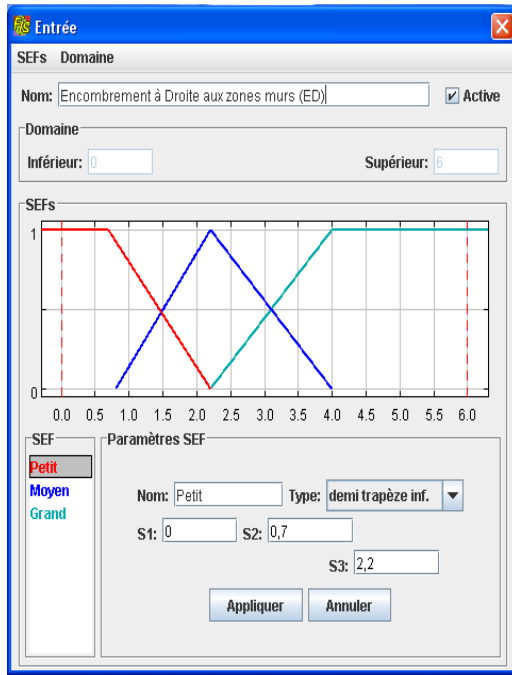 FIS Entrée
SEFs Domaine
Nom: Encombrement à Droite aux zones murs (ED) Active
Domaine
Inférieur: 0 Supérieur: 6
SEFs
1
0
0.0 0.5 1.0 1.5 2.0 2.5 3.0 3.5 4.0 4.5 5.0 5.5 6.0
SEF Paramètres SEF
Petit
Moyen
Grand
Nom: Petit Type: demi trapèze inf.
S1: 0 S2: 0,7
S3: 2,2
Appliquer Annuler